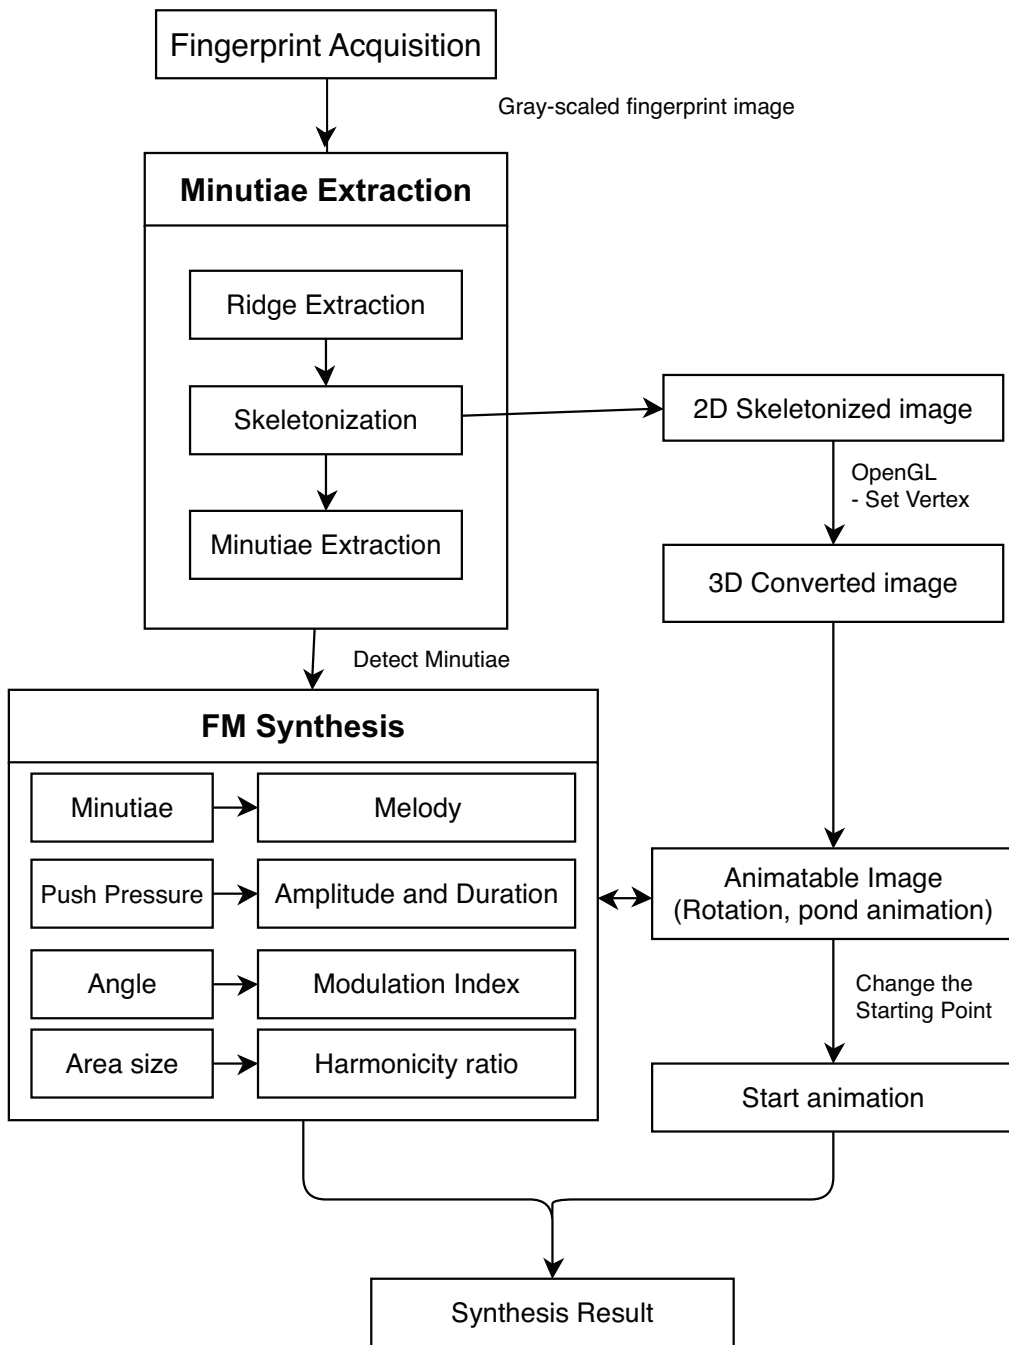 Fingerprint Acquisition
Gray-scaled fingerprint image
Minutiae Extraction
Ridge Extraction
Skeletonization
Minutiae Extraction
2D Skeletonized image
OpenGL
- Set Vertex
3D Converted image
Detect Minutiae
FM Synthesis
Minutiae
Melody
Push Pressure
Amplitude and Duration
Angle
Modulation Index
Area size
Harmonicity ratio
Animatable Image
(Rotation, pond animation)
Change the
Starting Point
Start animation
Synthesis Result